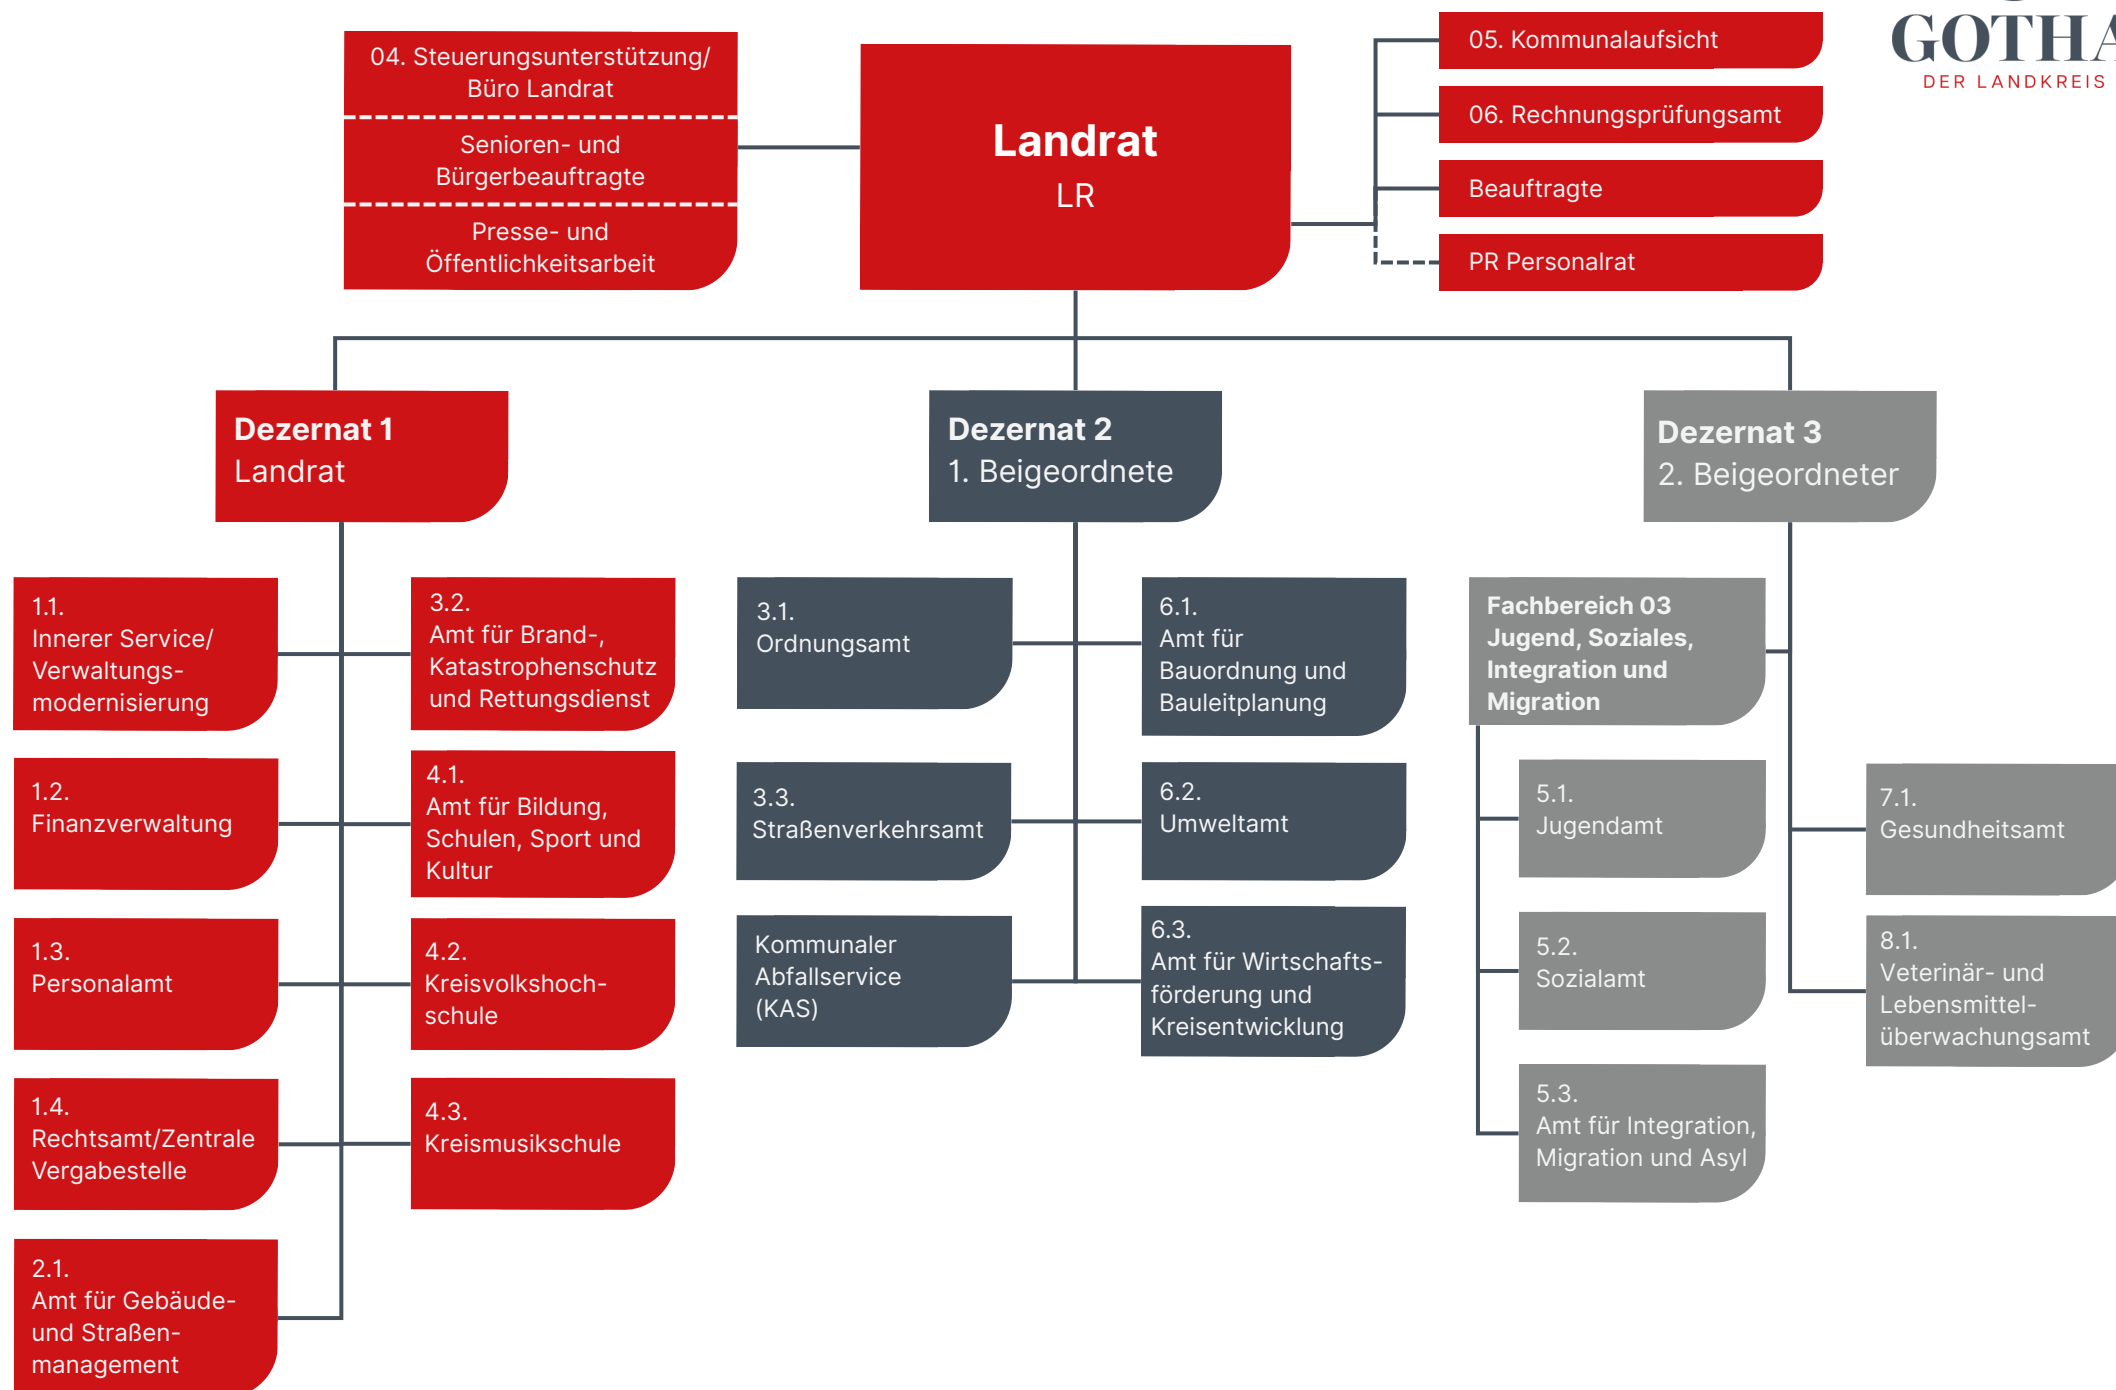 04. Steuerungsunterstützung/
Büro Landrat
Senioren- und
Bürgerbeauftragte
Presse- und
Öffentlichkeitsarbeit
Landrat
LR
05. Kommunalaufsicht
06. Rechnungsprüfungsamt
Beauftragte
PR Personalrat
GOTHA
DER LANDKREIS
Dezernat 1
Landrat
Dezernat 2
1. Beigeordnete
Dezernat 3
2. Beigeordneter
1.1.
Innerer Service/
Verwaltungs-
modernisierung
3.2.
Amt für Brand-,
Katastrophenschutz
und Rettungsdienst
1.2.
Finanzverwaltung
4.1.
Amt für Bildung,
Schulen, Sport und
Kultur
1.3.
Personalamt
4.2.
Kreisvolkshoch-
schule
1.4.
Rechtsamt/Zentrale
Vergabestelle
4.3.
Kreismusikschule
2.1.
Amt für Gebäude-
und Straßen-
management
3.1.
Ordnungsamt
6.1.
Amt für
Bauordnung und
Bauleitplanung
3.3.
Straßenverkehrsamt
6.2.
Umweltamt
Kommunaler
Abfallservice
(KAS)
6.3.
Amt für Wirtschafts-
förderung und
Kreisentwicklung
Fachbereich 03
Jugend, Soziales,
Integration und
Migration
5.1.
Jugendamt
5.2.
Sozialamt
5.3.
Amt für Integration,
Migration und Asyl
7.1.
Gesundheitsamt
8.1.
Veterinär- und
Lebensmittel-
überwachungsamt